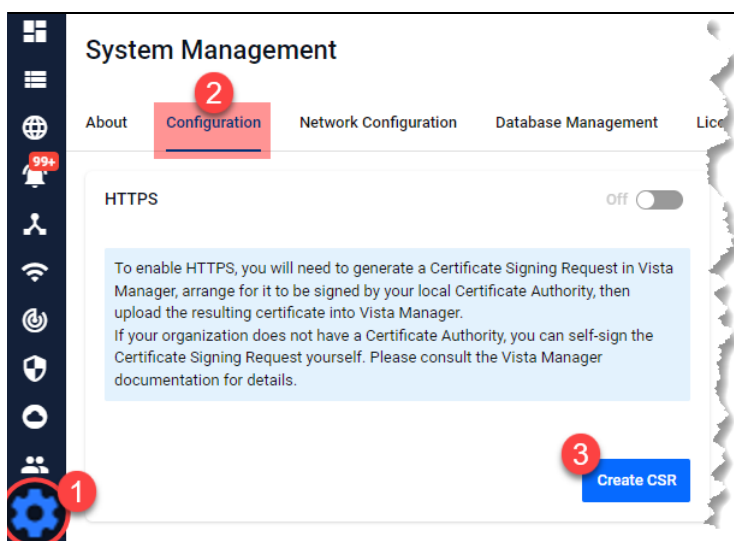 System Management
2
About Configuration Network Configuration Database Management
99+
HTTPS Off
To enable HTTPS, you will need to generate a Certificate Signing Request in Vista
Manager, arrange for it to be signed by your local Certificate Authority, then
upload the resulting certificate into Vista Manager.
If your organization does not have a Certificate Authority, you can self-sign the
Certificate Signing Request yourself. Please consult the Vista Manager
documentation for details.
3
Create CSR
1